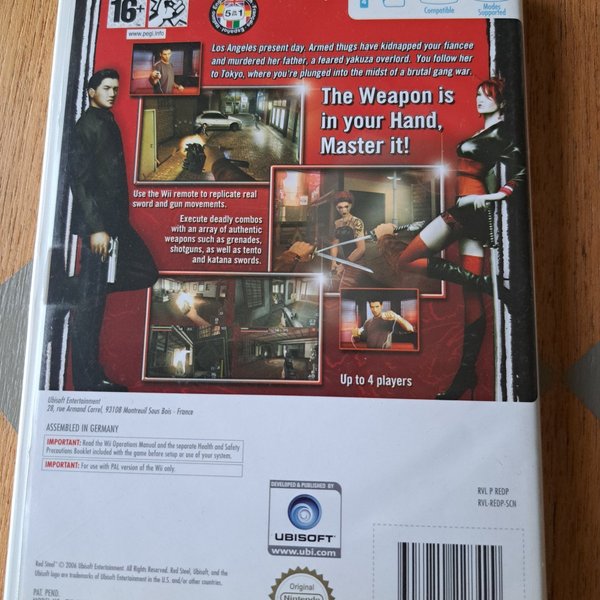 16+
www.pegi.info
5 in 1
Compatible
Modes
Supported
Los Angeles present day. Armed thugs have kidnapped your fiancee
and murdered her father, a feared yakuza overlord. You follow her
to Tokyo, where you're plunged into the midst of a brutal gang war.
The Weapon is
in your Hand,
Master it!
Use the Wii remote to replicate real
sword and gun movements.
Execute deadly combos
with an array of authentic
weapons such as grenades,
shotguns, as well as tento
and katana swords.
Up to 4 players
Ubisoft Entertainment
28, rue Armand Carrel, 93108 Montreuil Sous Bois - France
ASSEMBLED IN GERMANY
IMPORTANT: Read the Wii Operations Manual and the separate Health and Safety
Precautions Booklet included with the game before setup or use of your system.
IMPORTANT: For use with PAL version of the Wii only.
DEVELOPED & PUBLISHED BY
UBISOFT
www.ubi.com
RVL P REDP
RVL-REDP-SCN
Red Steel™ © 2006 Ubisoft Entertainment. All Rights Reserved. Red Steel, Ubisoft, and the
Ubisoft logo are trademarks of Ubisoft Entertainment in the U.S. and/or other countries.
PAT. PEND.
Original
Nintendo